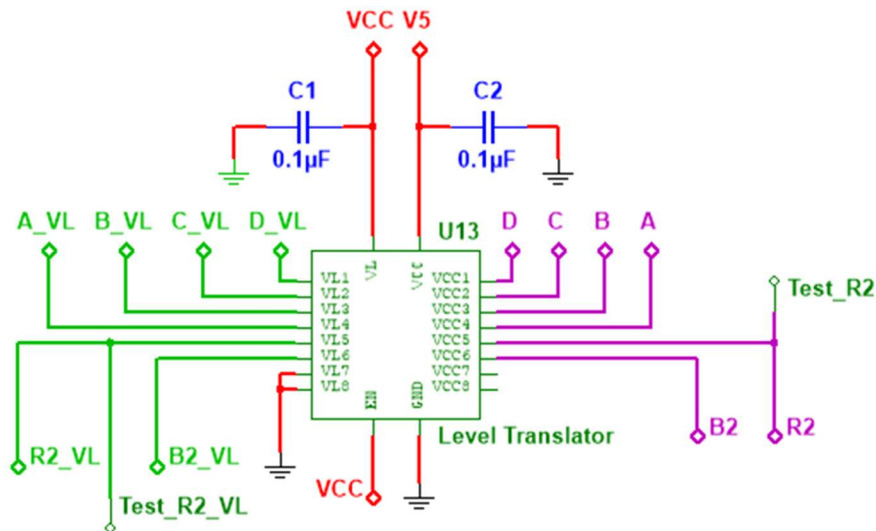 VCC V5
C1 C2
0.1µF 0.1µF
A_VL B_VL C_VL D_VL U13 D C B A
VL VCC
VL1 VCC1
VL2 VCC2
VL3 VCC3
VL4 VCC4
VL5 VCC5
VL6 VCC6
VL7 VCC7
VL8 VCC8
EN GND
Test_R2
Level Translator
B2 R2
R2_VL B2_VL
VCC
Test_R2_VL